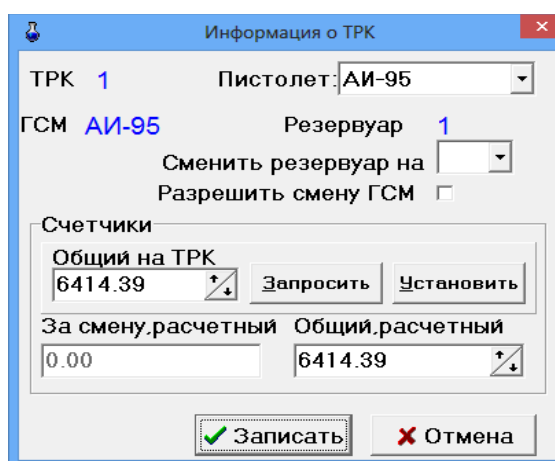 Информация о ТРК
ТРК 1 Пистолет: АИ-95
ГСМ АИ-95 Резервуар 1
Сменить резервуар на
Разрешить смену ГСМ
Счетчики
Общий на ТРК
6414.39 Запросить Установить
За смену,расчетный Общий,расчетный
0.00 6414.39
Записать Отмена